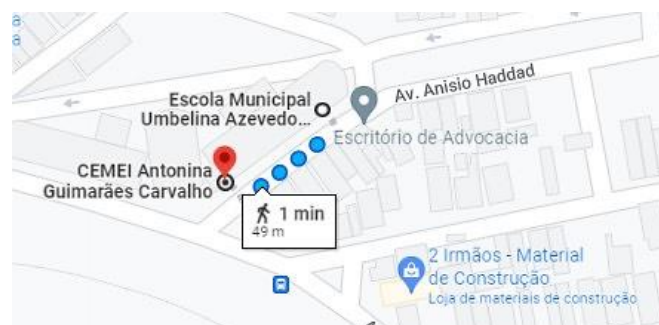 a
a
Escola Municipal
Umbelina Azevedo...
Av. Anisio Haddad
Escritório de Advocacia
CEMEI Antonina
Guimarães Carvalho
1 min
49 m
2 Irmãos - Material
de Construção
Loja de materiais de construção